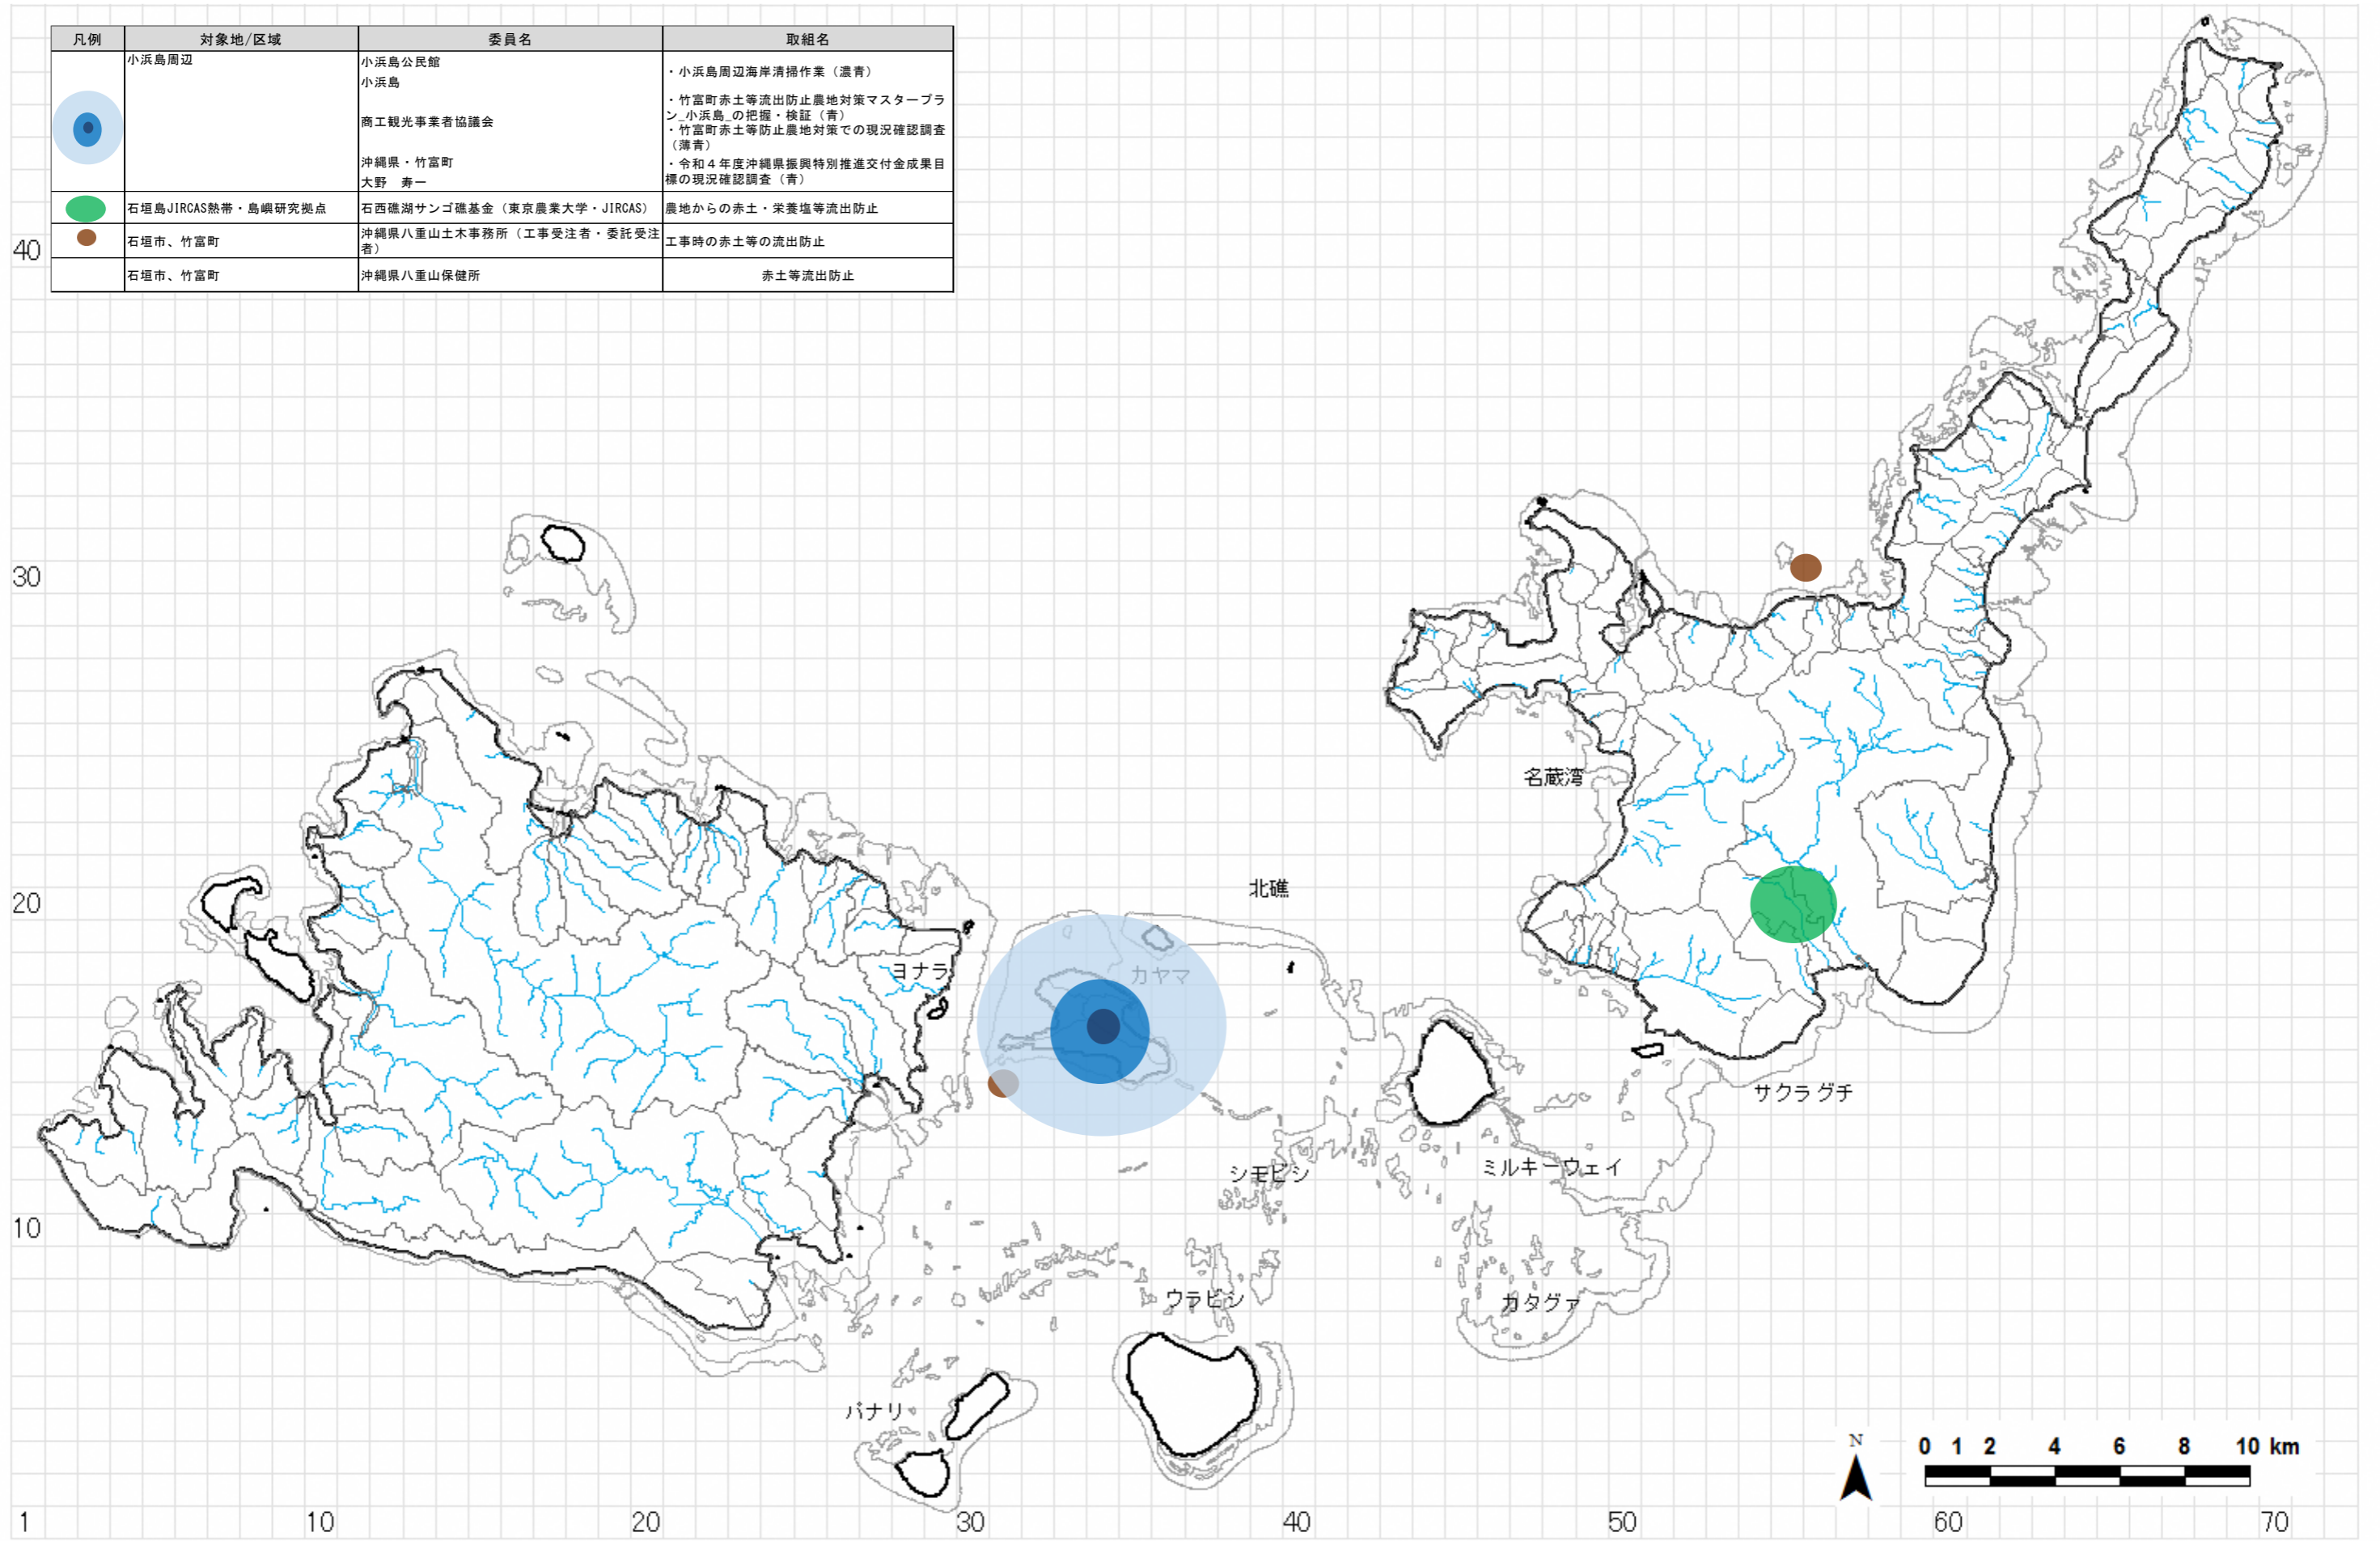 凡例 対象地/区域 委員名 取組名
小浜島周辺
小浜島公民館
小浜島
商工観光事業者協議会
沖縄県・竹富町
大野 寿一
・小浜島周辺海岸清掃作業（濃青）
・竹富町赤土等流出防止農地対策マスタープラ
ン_小浜島_の把握・検証（青）
・竹富町赤土等防止農地対策での現況確認調査
（薄青）
・令和４年度沖縄県振興特別推進交付金成果目
標の現況確認調査（青）
石垣島JIRCAS熱帯・島嶼研究拠点 石西礁湖サンゴ礁基金（東京農業大学・JIRCAS） 農地からの赤土・栄養塩等流出防止
石垣市、竹富町
沖縄県八重山土木事務所（工事受注者・委託受注
者）
工事時の赤土等の流出防止
石垣市、竹富町 沖縄県八重山保健所 赤土等流出防止
40
30
名蔵湾
20
北礁
ヨナラ
カヤマ
サクラグチ
シモビシ
ミルキーウェイ
10
ウラビシ
カタグァ
パナリ
N
0 1 2 4 6 8 10 km
1 10 20 30 40 50 60 70